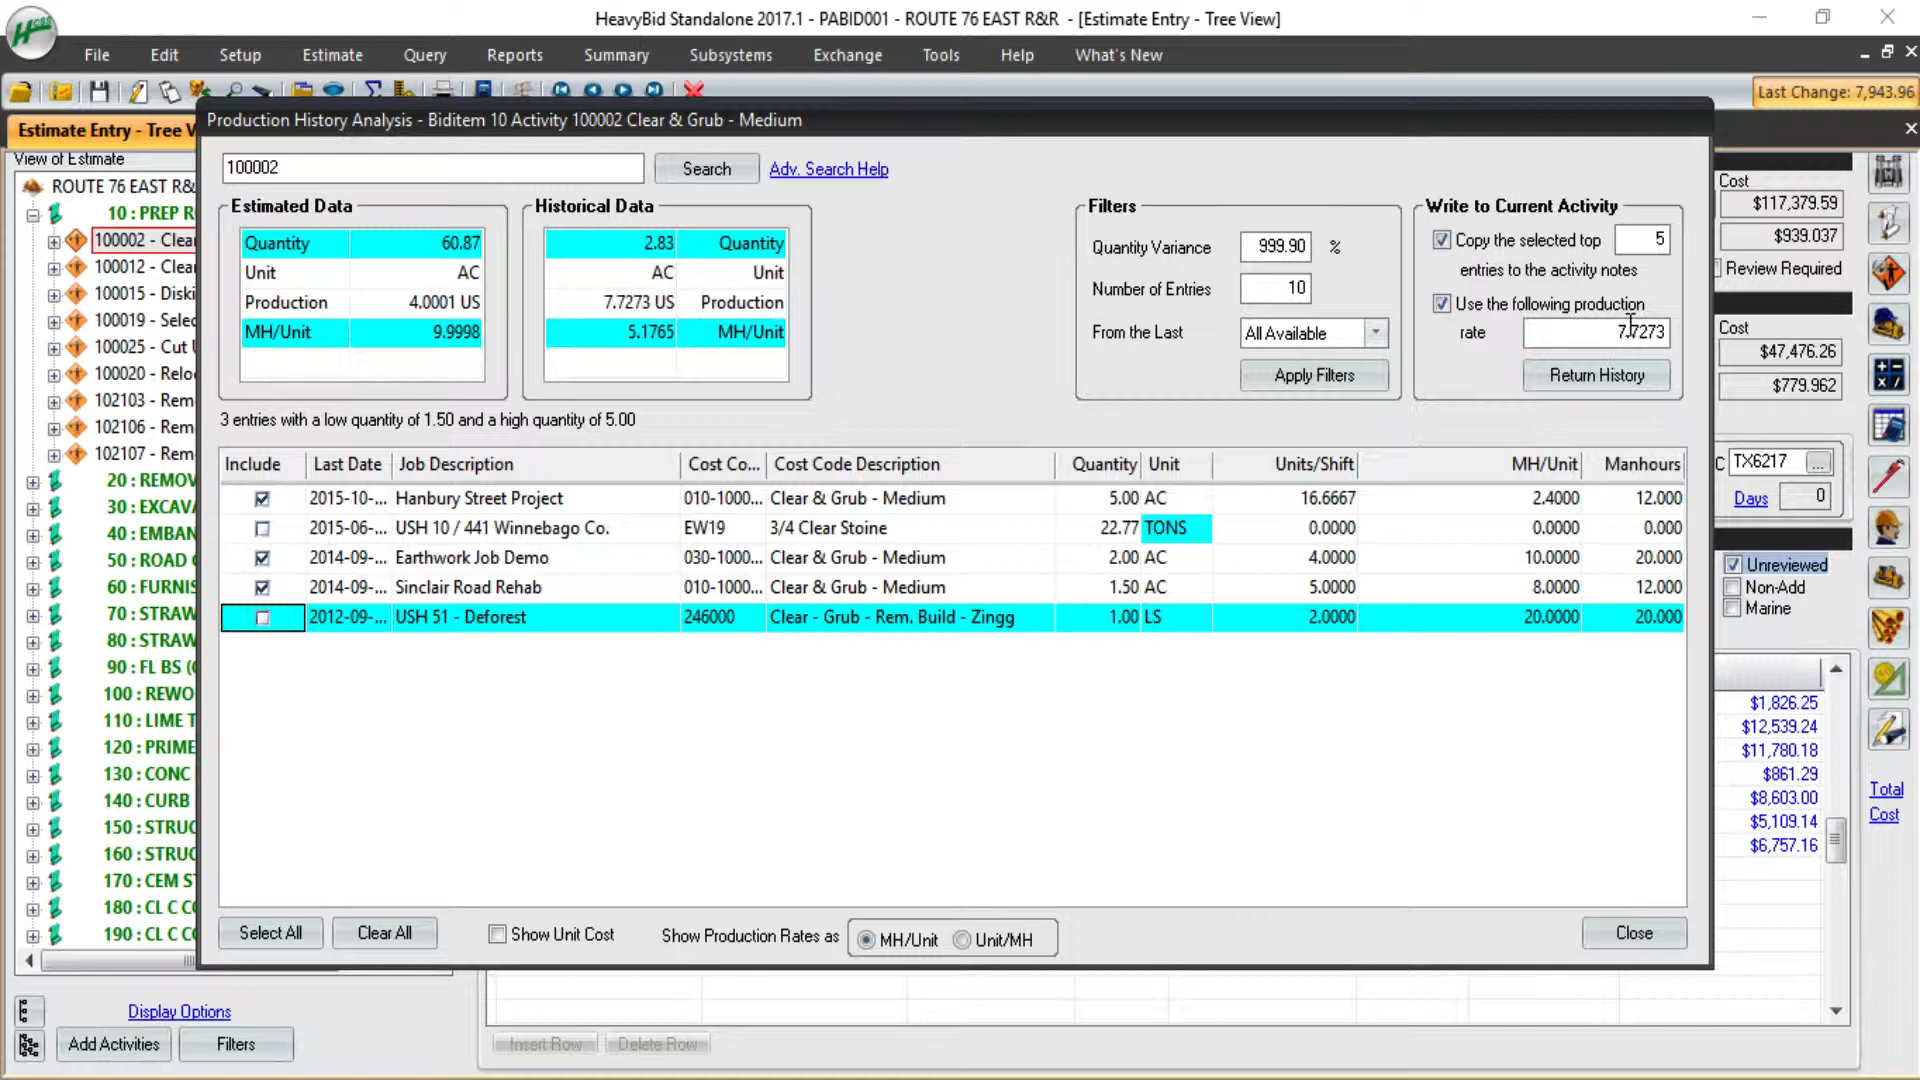 HeavyBid Standalone 2017.1 - PABID001 - ROUTE 76 EAST R&R - [Estimate Entry - Tree View]
File Edit Setup Estimate Query Reports Summary Subsystems Exchange Tools Help What's New
Last Change: 7,943.96
Estimate Entry - Tree V
View of Estimate
ROUTE 76 EAST R&
10 : PREP R
100002 - Clea
100012 - Clea
100015 - Diski
100019 - Selec
100025 - Cut U
100020 - Reloc
102103 - Rem
102106 - Rem
102107 - Rem
20 : REMOV
30 : EXCAV
40 : EMBAN
50 : ROAD
60 : FURNIS
70 : STRAW
80 : STRAW
90 : FL BS (
100 : REWO
110 : LIME T
120 : PRIME
130 : CONC
140 : CURB
150 : STRUC
160 : STRUC
170 : CEM S
180 : CL C CO
190 : CL C CO
Display Options
Add Activities Filters
Production History Analysis - Biditem 10 Activity 100002 Clear & Grub - Medium
100002 Search Adv. Search Help
Estimated Data
Quantity 60.87
Unit AC
Production 4.0001 US
MH/Unit 9.9998
Historical Data
2.83 Quantity
AC Unit
7.7273 US Production
5.1765 MH/Unit
Filters
Quantity Variance 999.90 %
Number of Entries 10
From the Last All Available
Apply Filters
Write to Current Activity
Copy the selected top 5
entries to the activity notes
Use the following production
rate 7.7273
Return History
3 entries with a low quantity of 1.50 and a high quantity of 5.00
Include Last Date Job Description Cost Co... Cost Code Description Quantity Unit Units/Shift MH/Unit Manhours
2015-10-... Hanbury Street Project 010-1000... Clear & Grub - Medium 5.00 AC 16.6667 2.4000 12.000
2015-06-... USH 10 / 441 Winnebago Co. EW19 3/4 Clear Stoine 22.77 TONS 0.0000 0.0000 0.000
2014-09-... Earthwork Job Demo 030-1000... Clear & Grub - Medium 2.00 AC 4.0000 10.0000 20.000
2014-09-... Sinclair Road Rehab 010-1000... Clear & Grub - Medium 1.50 AC 5.0000 8.0000 12.000
2012-09-... USH 51 - Deforest 246000 Clear - Grub - Rem. Build - Zingg 1.00 LS 2.0000 20.0000 20.000
Select All Clear All Show Unit Cost Show Production Rates as MH/Unit Unit/MH Close
Insert Row Delete Row
Cost
$117,379.59
$939.037
Review Required
Cost
$47,476.26
$779.962
C TX6217 ...
Days 0
Unreviewed
Non-Add
Marine
$1,826.25
$12,539.24
$11,780.18
$861.29
$8,603.00
$5,109.14
$6,757.16
Total
Cost